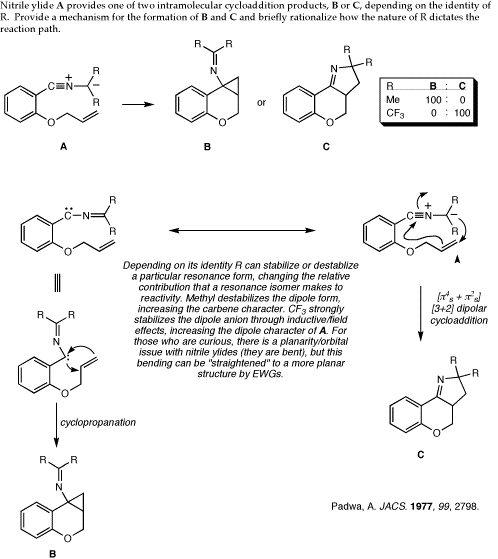 Nitrile ylide A provides one of two intramolecular cycloaddition products, B or C, depending on the identity of
R. Provide a mechanism for the formation of B and C and briefly rationalize how the nature of R dictates the
reaction path.
C≡N
+
−
R
R
O
A
R
R
N
O
B
or
R
R
N
O
C
R B : C
Me 100 : 0
CF3 0 : 100
C
N
R
R
O
Depending on its identity R can stabilize or destablize
a particular resonance form, changing the relative
contribution that a resonance isomer makes to
reactivity. Methyl destabilizes the dipole form,
increasing the carbene character. CF3 strongly
stabilizes the dipole anion through inductive/field
effects, increasing the dipole character of A. For
those who are curious, there is a planarity/orbital
issue with nitrile ylides (they are bent), but this
bending can be "straightened" to a more planar
structure by EWGs.
C≡N
+
−
R
R
O
[π4s + π2s]
[3+2] dipolar
cycloaddition
R
R
N
O
C
R R
N
O
cyclopropanation
R R
N
O
B
Padwa, A. JACS. 1977, 99, 2798.